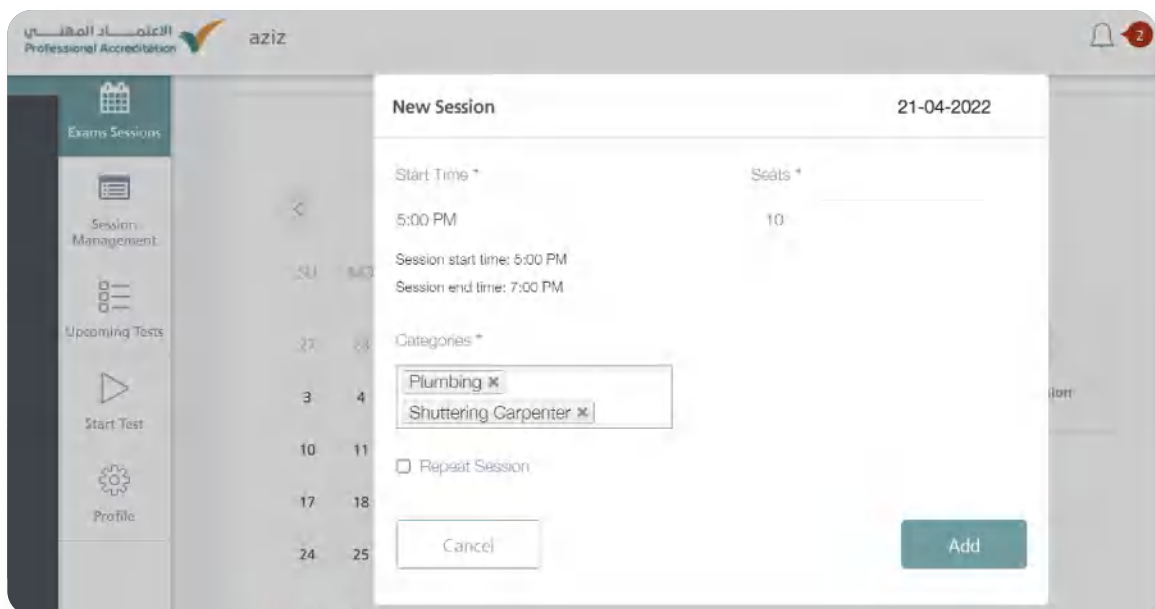 الاعتماد المهني
Professional Accreditation
aziz
2
Exams Sessions
Session
Management
Upcoming Tests
Start Test
Profile
<
SU MO
27 28
3 4
10 11
17 18
24 25
New Session 21-04-2022
Start Time * Seats *
5:00 PM 10
Session start time: 5:00 PM
Session end time: 7:00 PM
Categories *
Plumbing ×
Shuttering Carpenter ×
Repeat Session
Cancel Add